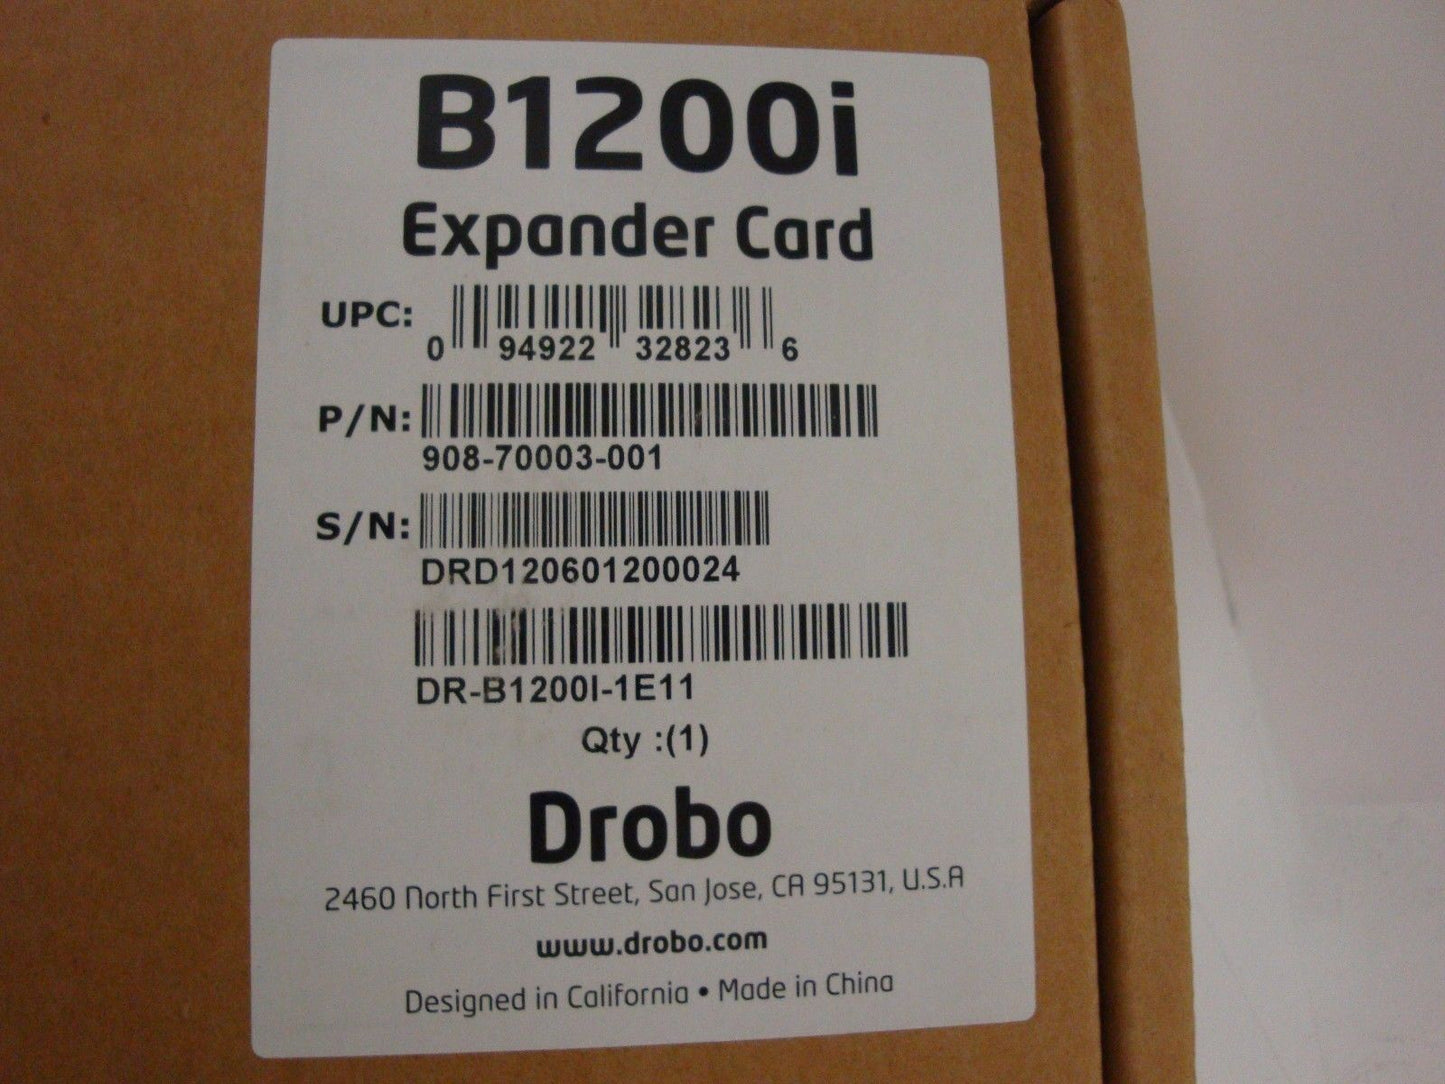 B1200i
Expander Card
UPC:
0 94922 32823 6
P/N:
908-70003-001
S/N:
DRD120601200024
DR-B1200I-1E11
Qty :(1)
Drobo
2460 North First Street, San Jose, CA 95131, U.S.A
www.drobo.com
Designed in California • Made in China